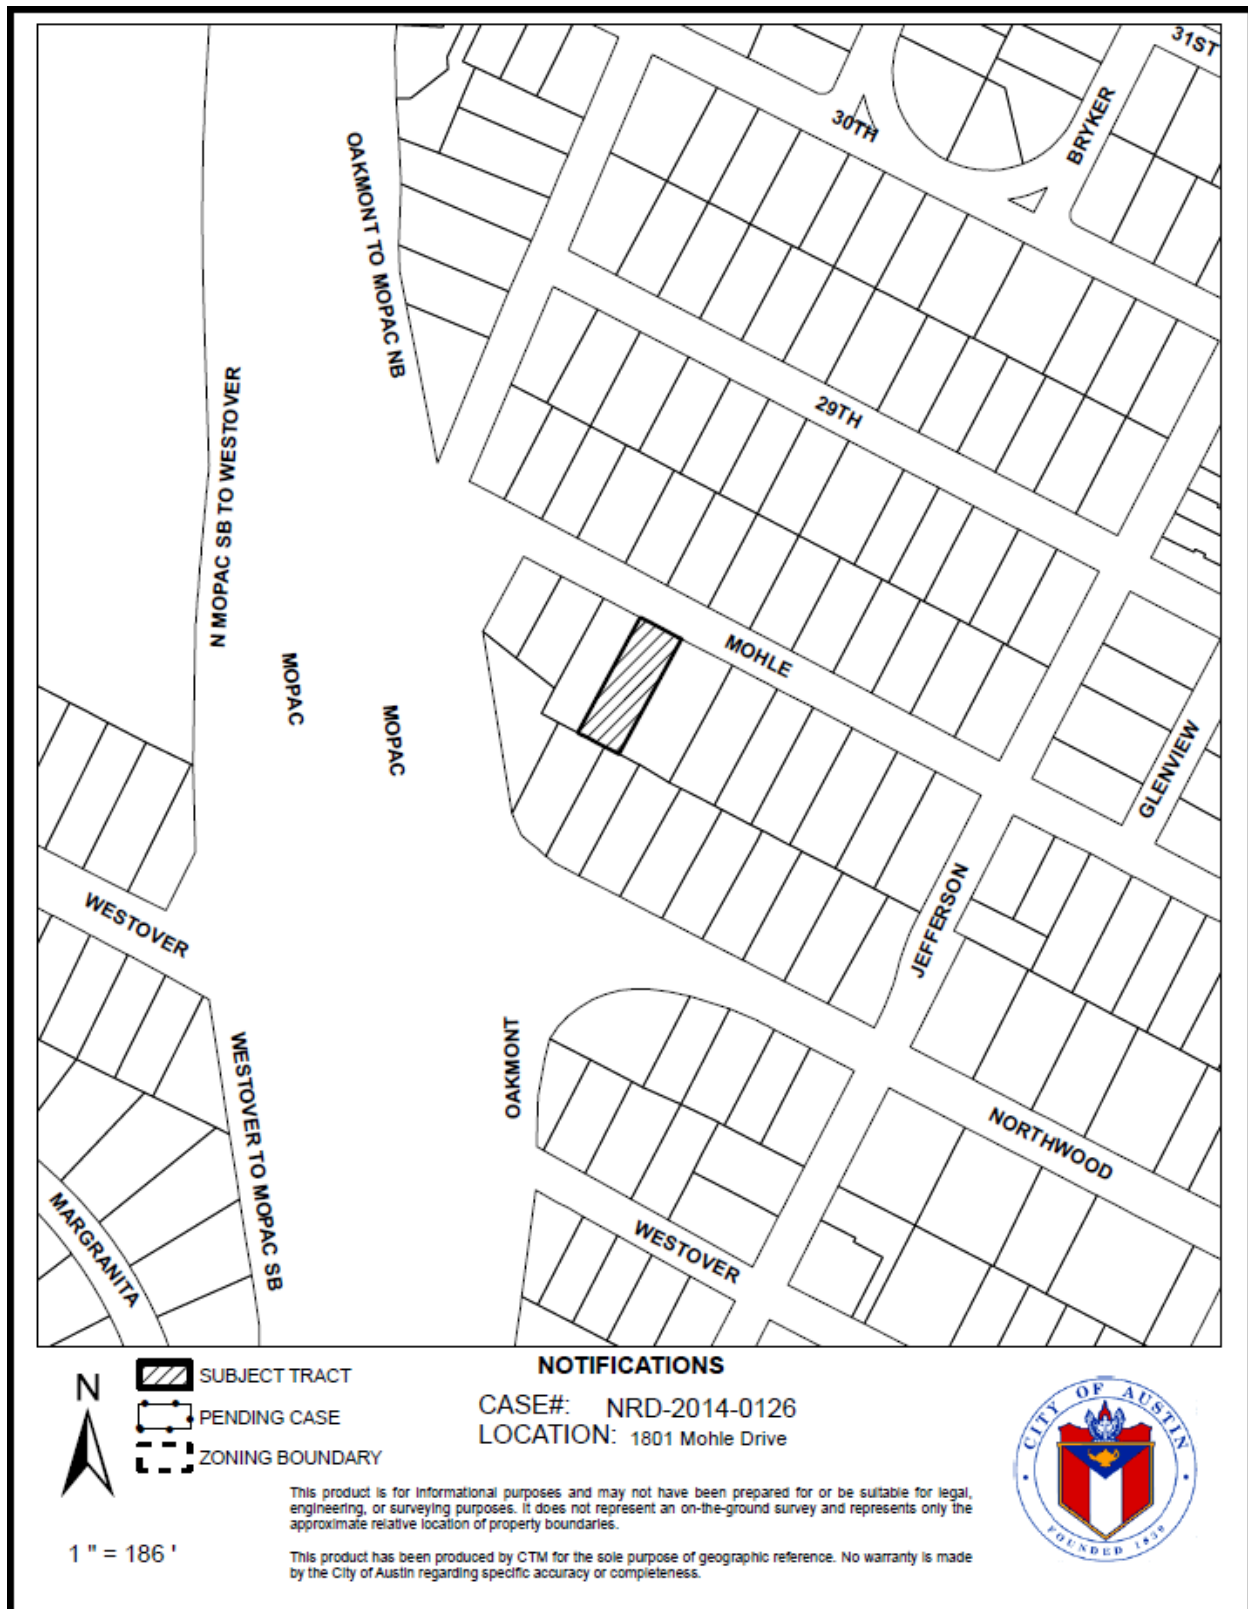 31ST
30TH
BRYKER
OAKMONT TO MOPAC NB
29TH
N MOPAC SB TO WESTOVER
MOHLE
MOPAC
MOPAC
GLENVIEW
JEFFERSON
WESTOVER
OAKMONT
WESTOVER TO MOPAC SB
NORTHWOOD
MARGRANITA
WESTOVER
N
SUBJECT TRACT
PENDING CASE
ZONING BOUNDARY
1 " = 186 '
NOTIFICATIONS
CASE#: NRD-2014-0126
LOCATION: 1801 Mohle Drive
This product is for informational purposes and may not have been prepared for or be suitable for legal,
engineering, or surveying purposes. It does not represent an on-the-ground survey and represents only the
approximate relative location of property boundaries.
This product has been produced by CTM for the sole purpose of geographic reference. No warranty is made
by the City of Austin regarding specific accuracy or completeness.
CITY OF AUSTIN
FOUNDED 1839